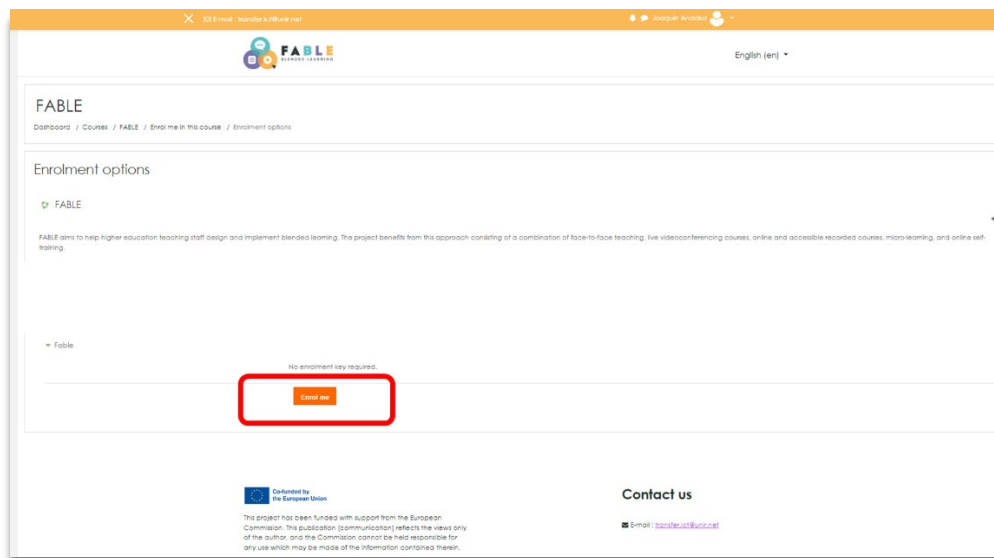 E-mail : transfer.ict@unir.net
Joaquin
FABLE
BLENDED LEARNING
English (en)
FABLE
Dashboard / Courses / FABLE / Enrol me in this course / Enrolment options
Enrolment options
FABLE
FABLE aims to help higher education teaching staff design and implement blended learning. The project benefits from this approach consisting of a combination of face-to-face teaching, live videoconferencing courses, online and accessible recorded courses, micro-learning, and online self-
training.
Fable
No enrolment key required.
Enrol me
Co-funded by
the European Union
This project has been funded with support from the European
Commission. This publication [communication] reflects the views only
of the author, and the Commission cannot be held responsible for
any use which may be made of the information contained therein.
Contact us
E-mail : transfer.ict@unir.net